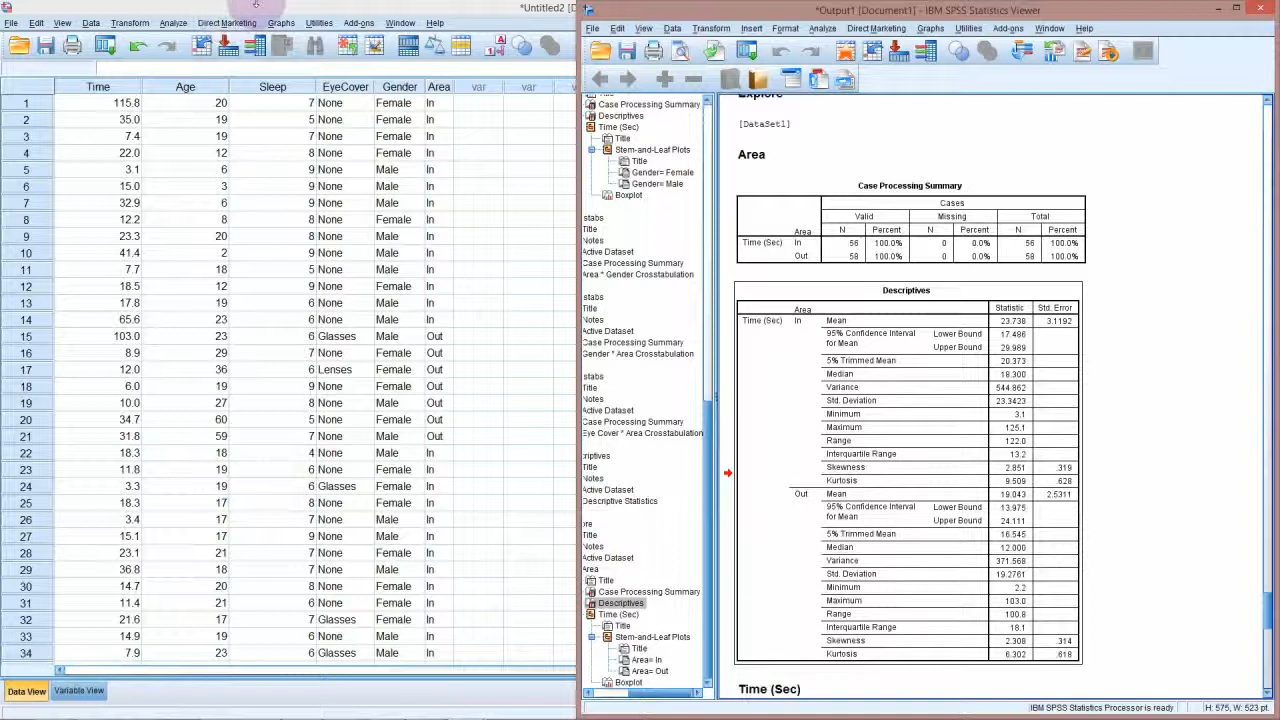 *Untitled2 [D
File Edit View Data Transform Analyze Direct Marketing Graphs Utilities Add-ons Window Help
Time Age Sleep EyeCover Gender Area var var v
1 115.8 20 7 None Female In
2 35.0 19 5 None Female In
3 7.4 19 7 None Female In
4 22.0 12 8 None Female In
5 3.1 6 9 None Male In
6 15.0 3 9 None Male In
7 32.9 6 9 None Male In
8 12.2 8 8 None Female In
9 23.3 20 8 None Male In
10 41.4 2 9 None Male In
11 7.7 18 5 None Male In
12 18.5 12 9 None Female In
13 17.8 19 6 None Male In
14 65.6 23 6 None Male In
15 103.0 23 6 Glasses Male Out
16 8.9 29 7 None Female Out
17 12.0 36 6 Lenses Female Out
18 6.0 19 9 None Male Out
19 10.0 27 8 None Male Out
20 34.7 60 5 None Female Out
21 31.8 59 7 None Male Out
22 8.3 18 4 None Male In
23 11.8 19 6 None Female In
24 3.3 19 6 Glasses Female In
25 18.3 17 8 None Female In
26 3.4 17 7 None Male In
27 15.1 17 9 None Male In
28 23.1 21 7 None Female In
29 36.8 18 7 None Male In
30 14.7 20 8 None Female In
31 11.4 21 6 None Female In
32 21.6 17 7 Glasses Female In
33 14.9 19 6 None Male In
34 7.9 23 6 Glasses Male In
Data View Variable View
*Output1 [Document1] - IBM SPSS Statistics Viewer
File Edit View Data Transform Insert Format Analyze Direct Marketing Graphs Utilities Add-ons Window Help
Case Processing Summary
Descriptives
Time (Sec)
Title
Stem-and-Leaf Plots
Title
Gender= Female
Gender= Male
Boxplot
stabs
Title
Notes
Active Dataset
Case Processing Summary
Area * Gender Crosstabulation
stabs
Title
Notes
Active Dataset
Case Processing Summary
Gender * Area Crosstabulation
stabs
Title
Notes
Active Dataset
Case Processing Summary
Eye Cover * Area Crosstabulation
riptives
Title
Notes
Active Dataset
Descriptive Statistics
ore
Title
Notes
Active Dataset
Area
Title
Case Processing Summary
Descriptives
Time (Sec)
Title
Stem-and-Leaf Plots
Title
Area= In
Area= Out
Boxplot
Explore
[DataSet1]
Area
Case Processing Summary
Cases
Valid Missing Total
Area N Percent N Percent N Percent
Time (Sec) In 56 100.0% 0 0.0% 56 100.0%
Out 58 100.0% 0 0.0% 58 100.0%
Descriptives
Area Statistic Std. Error
Time (Sec) In Mean 23.738 3.1192
95% Confidence Interval for Mean Lower Bound 17.486
Upper Bound 29.989
5% Trimmed Mean 20.373
Median 18.300
Variance 544.862
Std. Deviation 23.3423
Minimum 3.1
Maximum 125.1
Range 122.0
Interquartile Range 13.2
Skewness 2.851 .319
Kurtosis 9.509 .628
Out Mean 19.043 2.5311
95% Confidence Interval for Mean Lower Bound 13.975
Upper Bound 24.111
5% Trimmed Mean 16.545
Median 12.000
Variance 371.568
Std. Deviation 19.2761
Minimum 2.2
Maximum 103.0
Range 100.8
Interquartile Range 18.1
Skewness 2.308 .314
Kurtosis 6.302 .618
Time (Sec)
IBM SPSS Statistics Processor is ready H: 575, W: 523 pt.